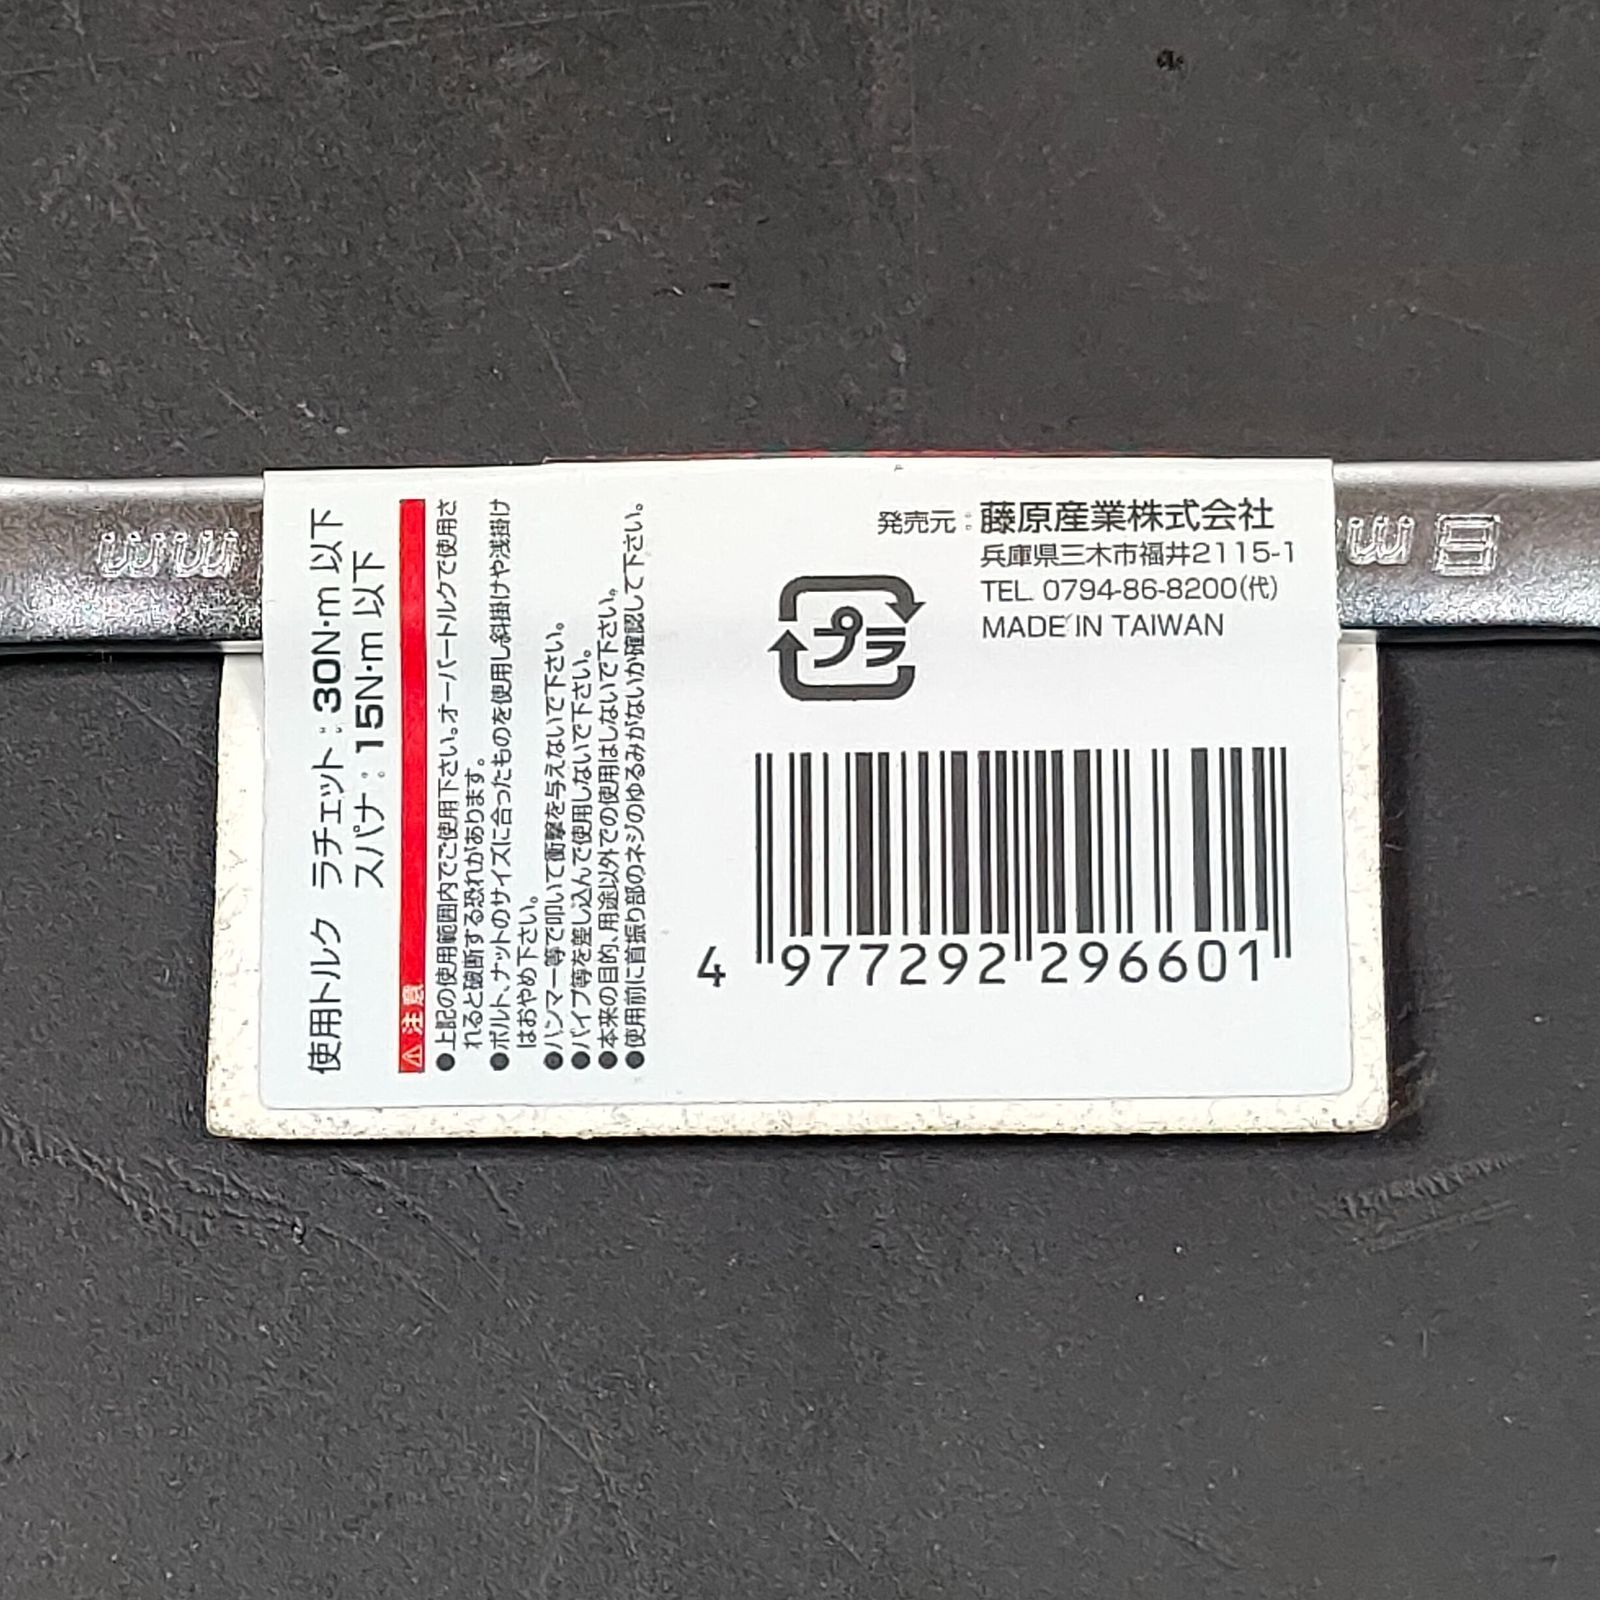 使用トルク ラチェット：30N·m 以下
スパナ：15N·m 以下
⚠注意
●上記の使用範囲内でご使用下さい。オーバートルクで使用さ
れると破断する恐れがあります。
●ボルト、ナットのサイズに合ったものを使用し斜掛けや浅掛け
はおやめ下さい。
●ハンマー等で叩いて衝撃を与えないで下さい。
●パイプ等を差し込んで使用しないで下さい。
●本来の目的、用途以外での使用はしないで下さい。
●使用前に首振り部のネジのゆるみがないか確認して下さい。
発売元：藤原産業株式会社
兵庫県三木市福井2115-1
TEL. 0794-86-8200(代)
MADE IN TAIWAN
プラ
4 977292 296601